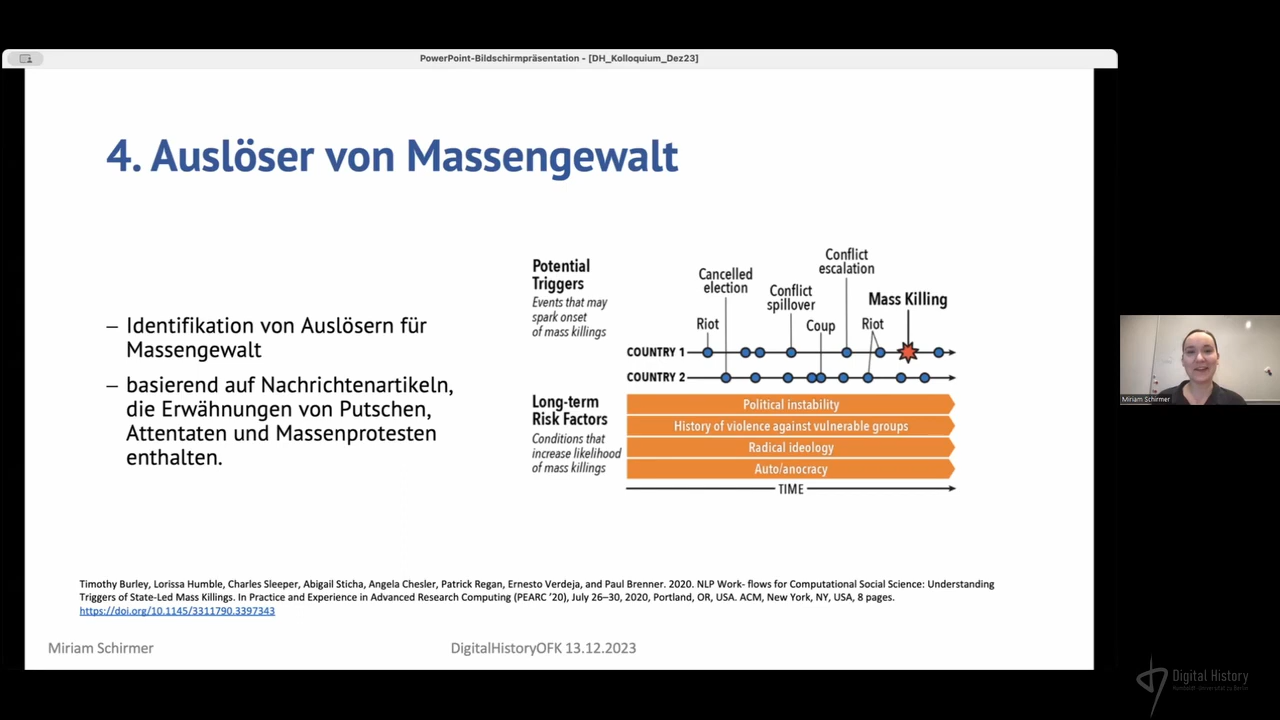 PowerPoint-Bildschirmpräsentation - [DH_Kolloquium_Dez23]
4. Auslöser von Massengewalt
– Identifikation von Auslösern für
Massengewalt
– basierend auf Nachrichtenartikeln,
die Erwähnungen von Putschen,
Attentaten und Massenprotesten
enthalten.
Potential
Triggers
Events that may
spark onset
of mass killings
Cancelled
election
Conflict
spillover
Conflict
escalation
Mass Killing
Riot
Coup
Riot
COUNTRY 1
COUNTRY 2
Long-term
Risk Factors
Conditions that
increase likelihood
of mass killings
Political instability
History of violence against vulnerable groups
Radical ideology
Auto/anocracy
TIME
Timothy Burley, Lorissa Humble, Charles Sleeper, Abigail Sticha, Angela Chesler, Patrick Regan, Ernesto Verdeja, and Paul Brenner. 2020. NLP Work- flows for Computational Social Science: Understanding
Triggers of State-Led Mass Killings. In Practice and Experience in Advanced Research Computing (PEARC ’20), July 26–30, 2020, Portland, OR, USA. ACM, New York, NY, USA, 8 pages.
https://doi.org/10.1145/3311790.3397343
Miriam Schirmer
DigitalHistoryOFK 13.12.2023
Miriam Schirmer
Digital History
Humboldt-Universität zu Berlin